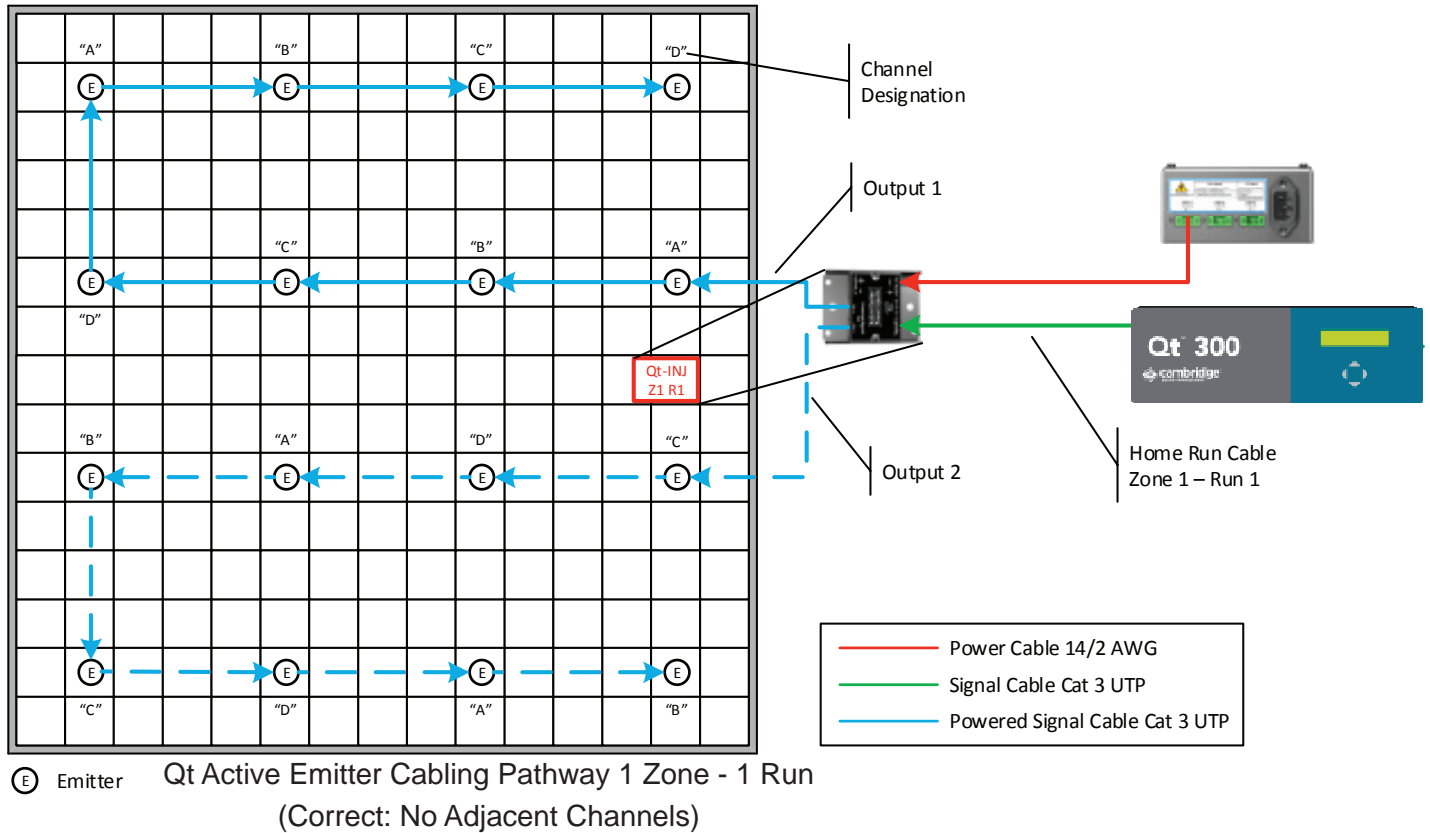 “A”
“B”
“C”
“D”
E
E
E
E
Channel
Designation
Output 1
“C”
“B”
“A”
E
E
E
E
“D”
Qt-INJ
Z1 R1
Qt 300
cambridge
“B”
“A”
“D”
“C”
E
E
E
E
Output 2
Home Run Cable
Zone 1 – Run 1
E
E
E
E
“C”
“D”
“A”
“B”
Power Cable 14/2 AWG
Signal Cable Cat 3 UTP
Powered Signal Cable Cat 3 UTP
E Emitter
Qt Active Emitter Cabling Pathway 1 Zone - 1 Run
(Correct: No Adjacent Channels)